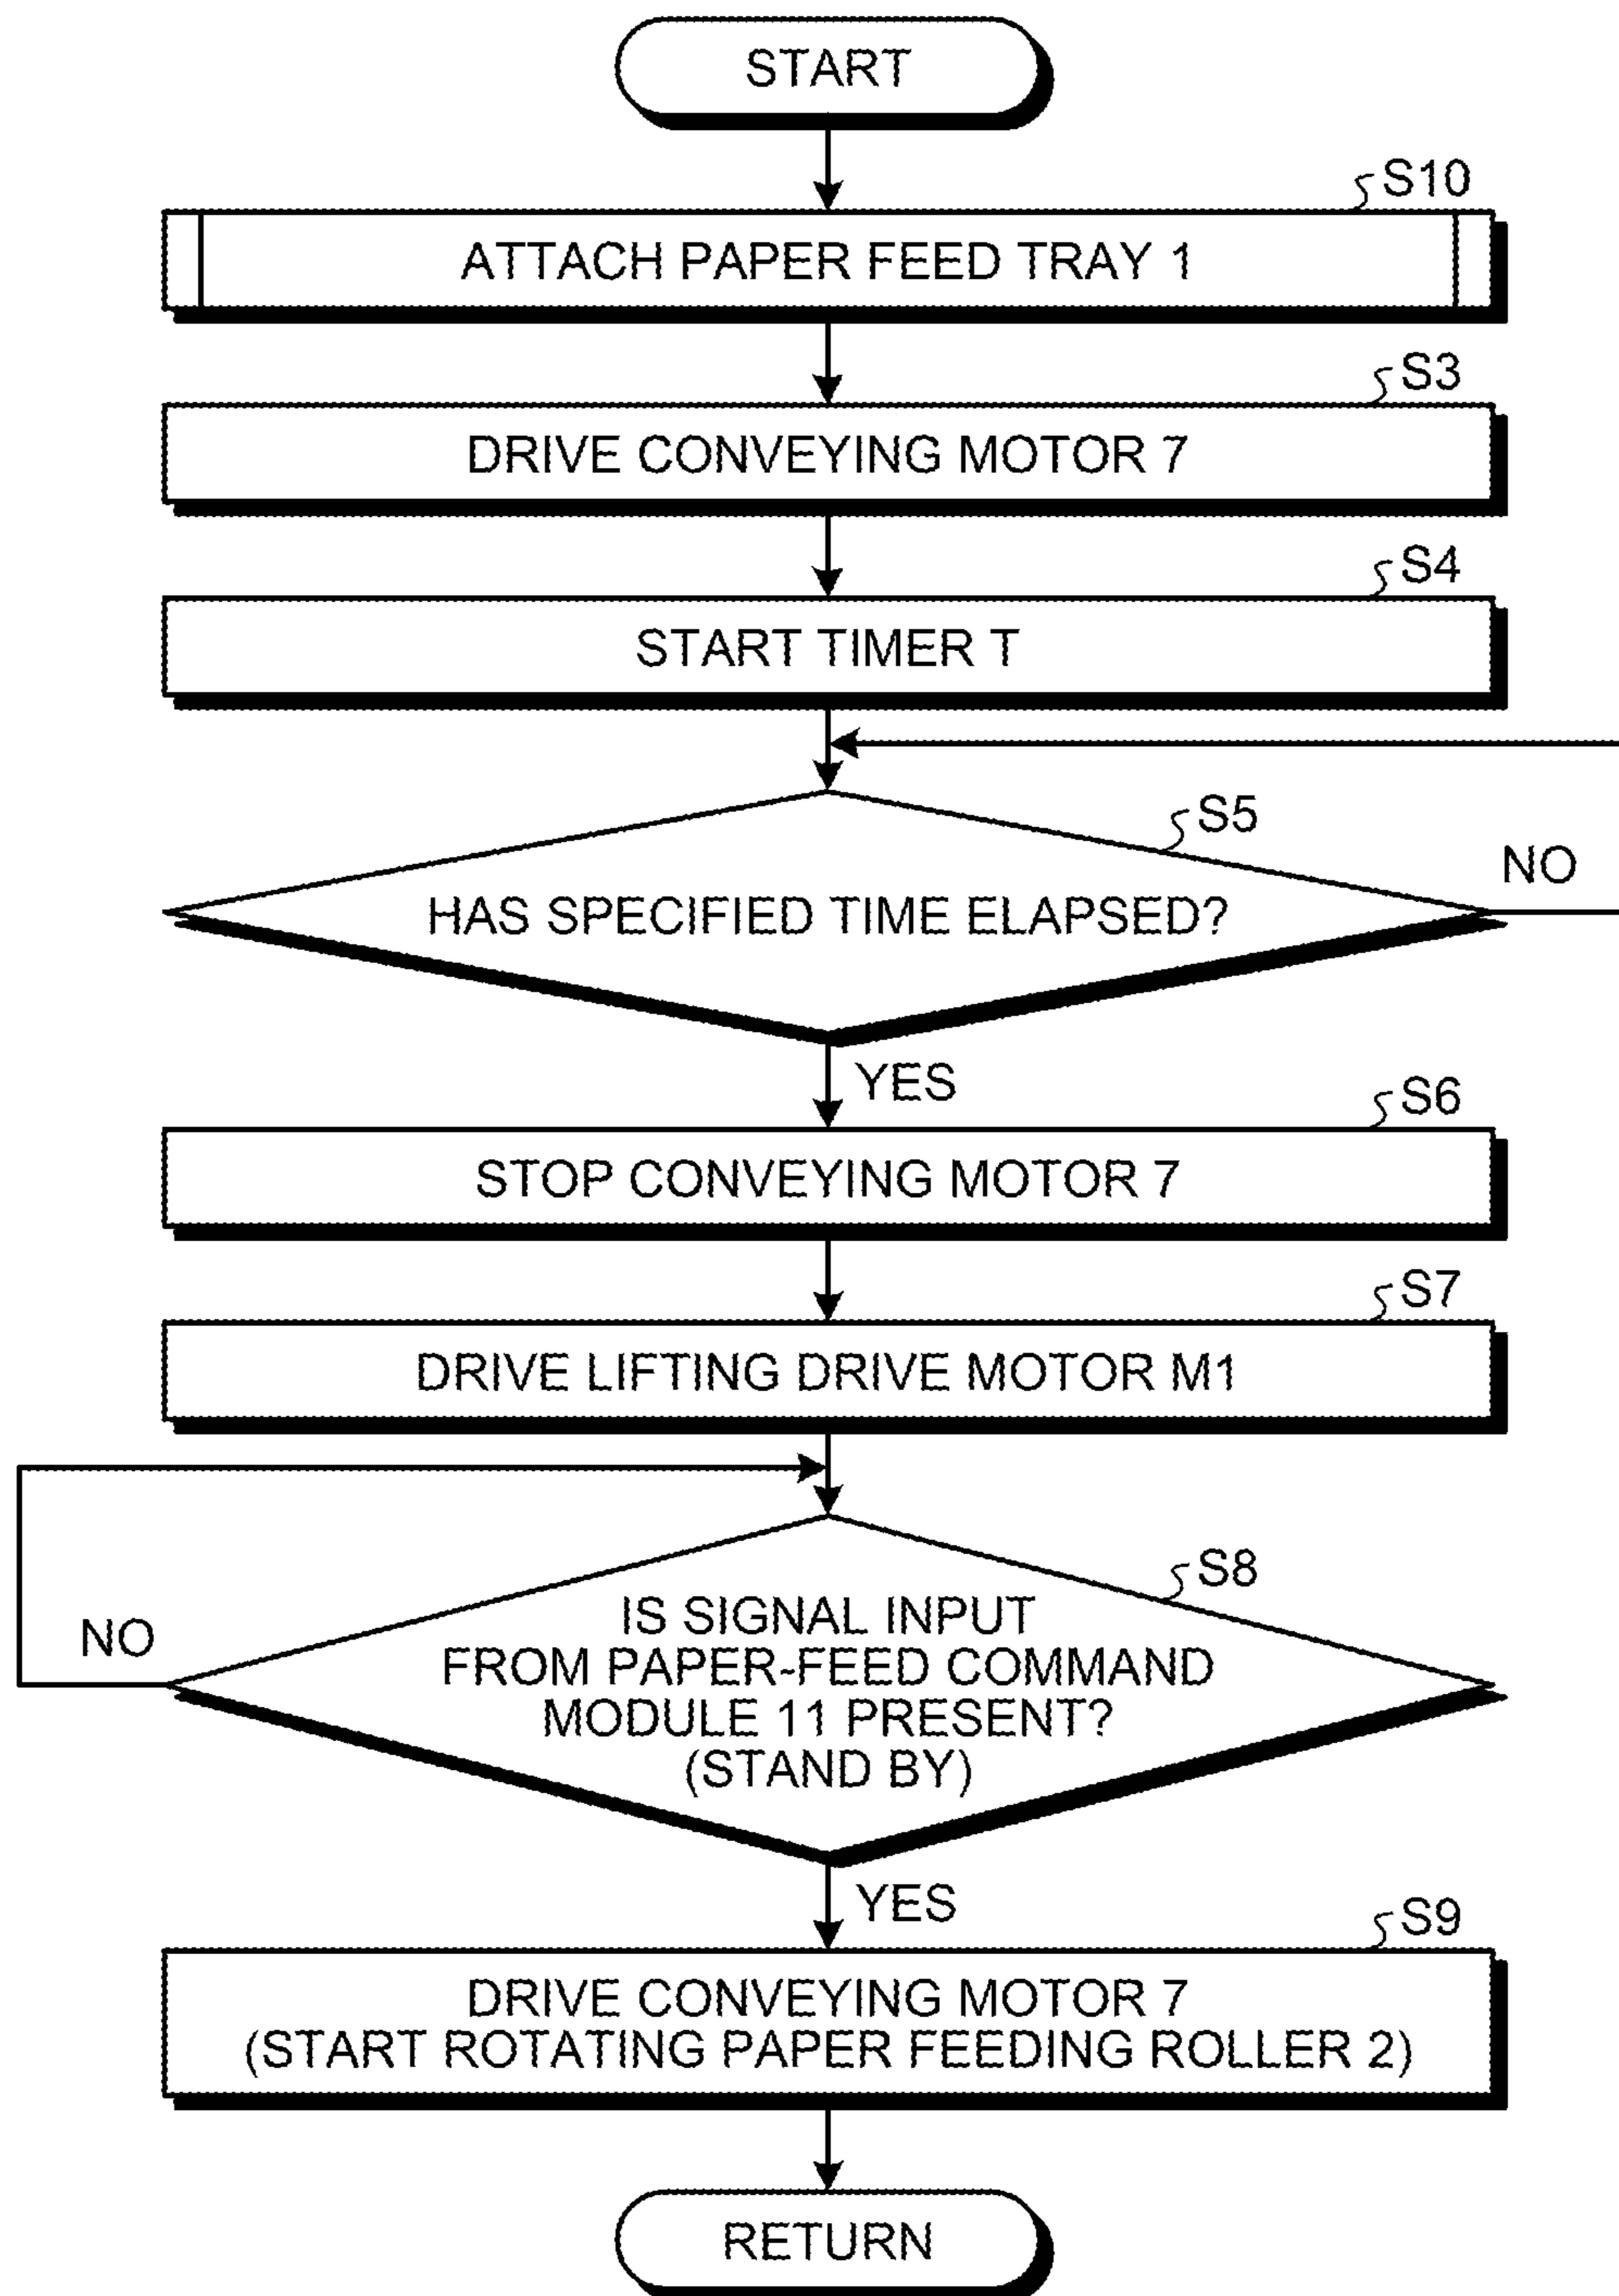 START
S10
ATTACH PAPER FEED TRAY 1
S3
DRIVE CONVEYING MOTOR 7
S4
START TIMER T
S5
HAS SPECIFIED TIME ELAPSED?
NO
YES
S6
STOP CONVEYING MOTOR 7
S7
DRIVE LIFTING DRIVE MOTOR M1
S8
IS SIGNAL INPUT
FROM PAPER-FEED COMMAND
MODULE 11 PRESENT?
(STAND BY)
NO
YES
S9
DRIVE CONVEYING MOTOR 7
(START ROTATING PAPER FEEDING ROLLER 2)
RETURN